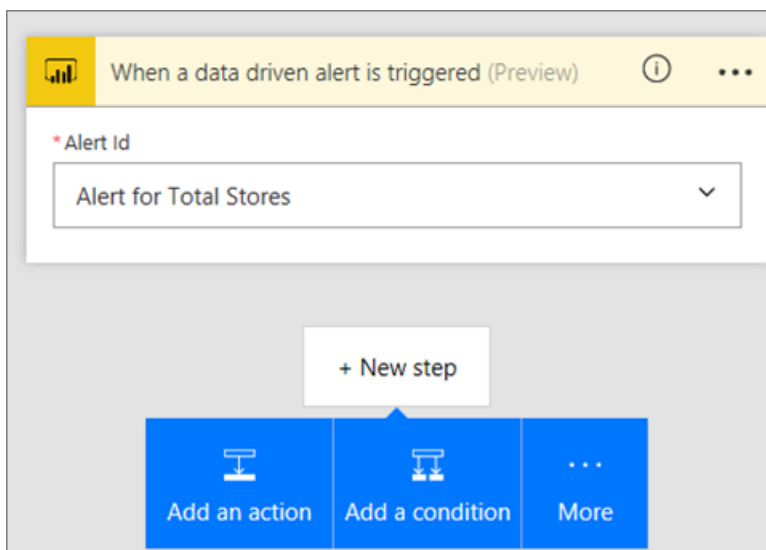 When a data driven alert is triggered (Preview)
* Alert Id
Alert for Total Stores
+ New step
Add an action
Add a condition
More